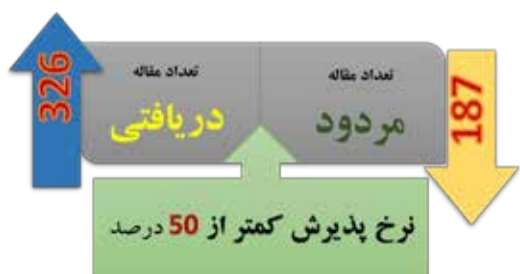 تعداد مقاله
مردود
187
تعداد مقاله
دریافتی
326
نرخ پذیرش کمتر از 50 درصد